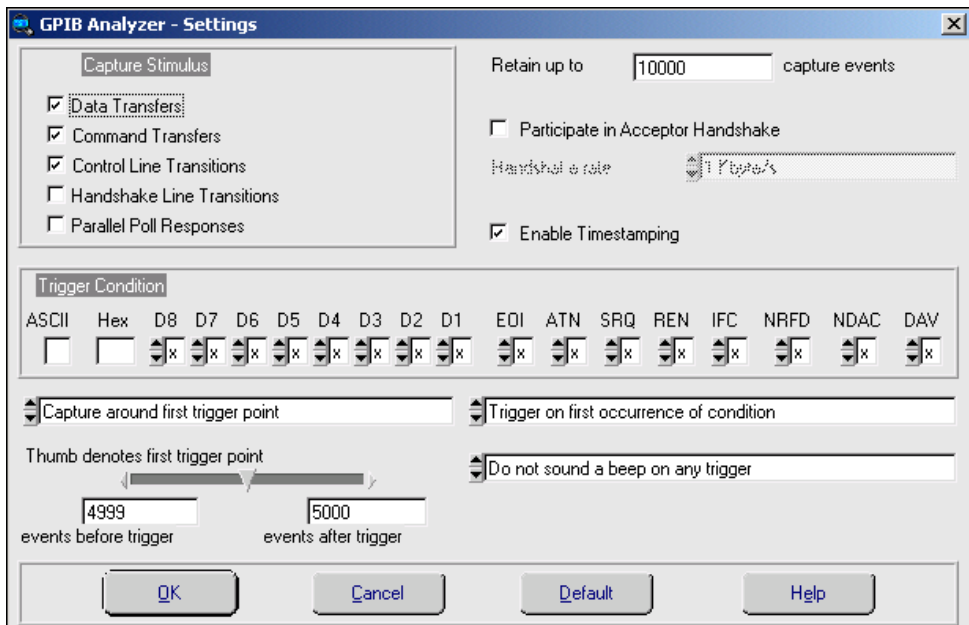 GPIB Analyzer - Settings
Capture Stimulus
Data Transfers
Command Transfers
Control Line Transitions
Handshake Line Transitions
Parallel Poll Responses
Retain up to 10000 capture events
Participate in Acceptor Handshake
Handshake rate 1 Kbyte/s
Enable Timestamping
Trigger Condition
ASCII Hex D8 D7 D6 D5 D4 D3 D2 D1 EOI ATN SRQ REN IFC NRFD NDAC DAV
x x x x x x x x x x x x x x x x
Capture around first trigger point
Trigger on first occurrence of condition
Thumb denotes first trigger point
Do not sound a beep on any trigger
4999 5000
events before trigger events after trigger
OK Cancel Default Help